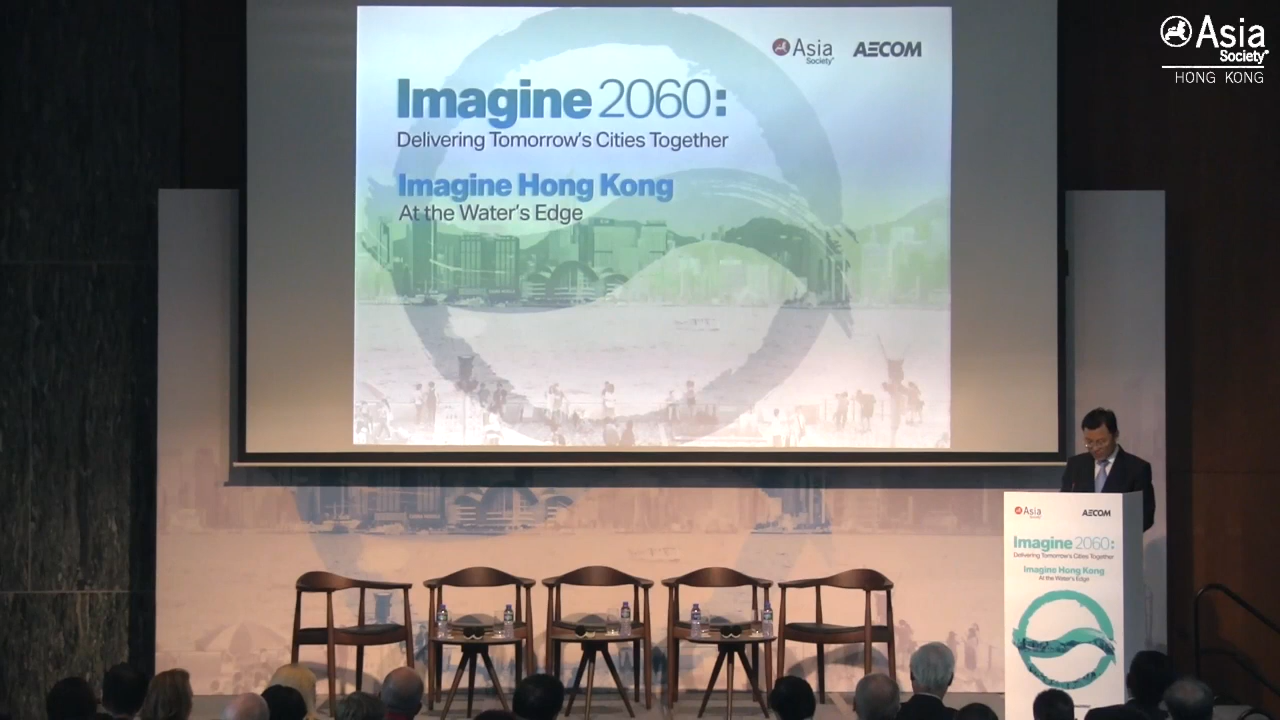 Asia
Society
HONG KONG
Asia
Society
AECOM
Imagine 2060:
Delivering Tomorrow's Cities Together
Imagine Hong Kong
At the Water's Edge
Asia
Society
AECOM
Imagine 2060:
Delivering Tomorrow's Cities Together
Imagine Hong Kong
At the Water's Edge